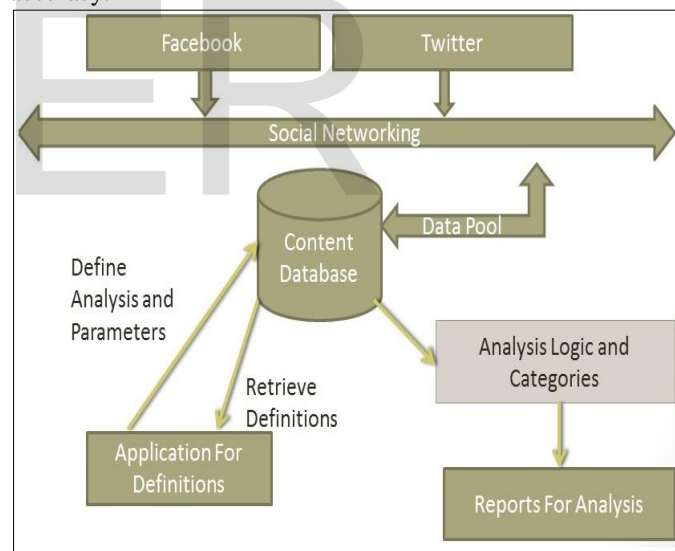 Facebook
Twitter
Social Networking
Data Pool
Content
Database
Define
Analysis and
Parameters
Retrieve
Definitions
Analysis Logic and
Categories
Application For
Definitions
Reports For Analysis
ER